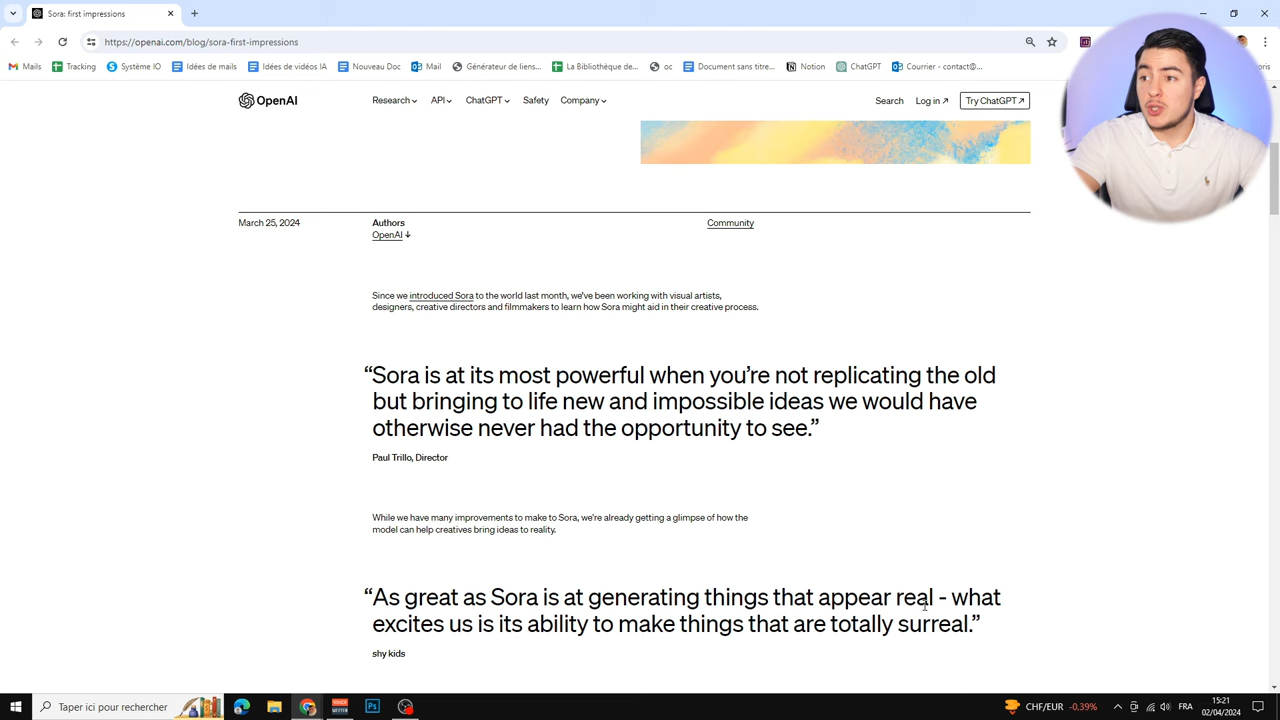 Sora: first impressions
https://openai.com/blog/sora-first-impressions
Mails
Tracking
Système IO
Idées de mails
Idées de vidéos IA
Nouveau Doc
Mail
Générateur de liens...
La Bibliothèque de...
oc
Document sans titre...
Notion
ChatGPT
Courrier - contact@...
OpenAI
Research
API
ChatGPT
Safety
Company
Search
Log in
Try ChatGPT
March 25, 2024
Authors
OpenAI
Community
Since we introduced Sora to the world last month, we’ve been working with visual artists,
designers, creative directors and filmmakers to learn how Sora might aid in their creative process.
“Sora is at its most powerful when you’re not replicating the old
but bringing to life new and impossible ideas we would have
otherwise never had the opportunity to see.”
Paul Trillo, Director
While we have many improvements to make to Sora, we’re already getting a glimpse of how the
model can help creatives bring ideas to reality.
“As great as Sora is at generating things that appear real - what
excites us is its ability to make things that are totally surreal.”
shy kids
Taper ici pour rechercher
Ps
CHF/EUR -0,39%
FRA
15:21
02/04/2024